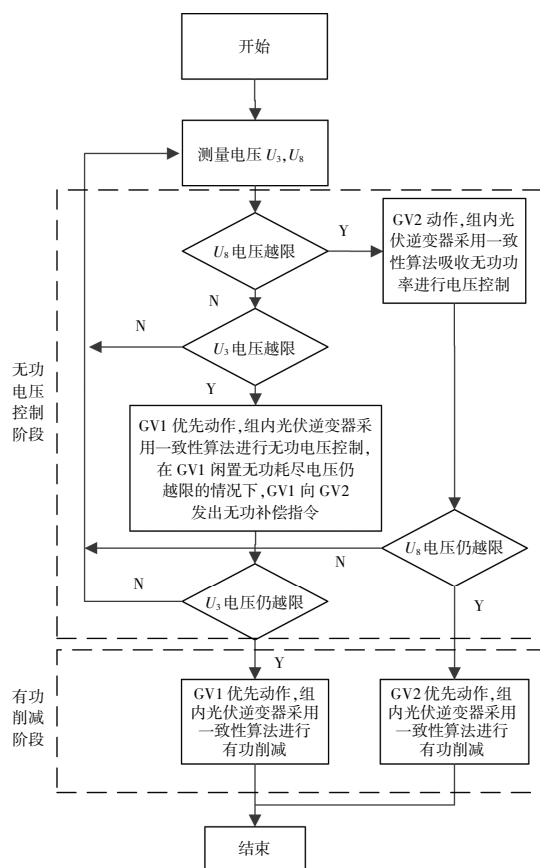 开始
测量电压 U3,U8
U8 电压越限
Y
GV2 动作,组内光
伏逆变器采用一致
性算法吸收无功功
率进行电压控制
N
N
U3 电压越限
Y
无功
电压
控制
阶段
GV1 优先动作,组内光伏逆变器采
用一致性算法进行无功电压控制,
在 GV1 闲置无功耗尽电压仍
越限的情况下,GV1 向 GV2
发出无功补偿指令
U8 电压仍越限
N
N
U3 电压仍越限
Y
Y
有功
削减
阶段
GV1 优先动作,组
内光伏逆变器采用
一致性算法进行
有功削减
GV2 优先动作,组
内光伏逆变器采用
一致性算法进行
有功削减
结束